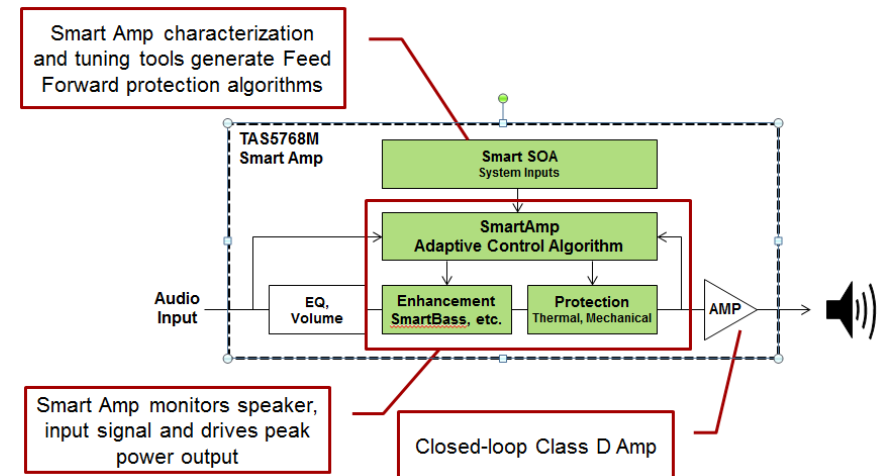 Smart Amp characterization
and tuning tools generate Feed
Forward protection algorithms
TAS5768M
Smart Amp
Smart SOA
System Inputs
SmartAmp
Adaptive Control Algorithm
Audio
Input
EQ,
Volume
Enhancement
SmartBass, etc.
Protection
Thermal, Mechanical
AMP
Smart Amp monitors speaker,
input signal and drives peak
power output
Closed-loop Class D Amp